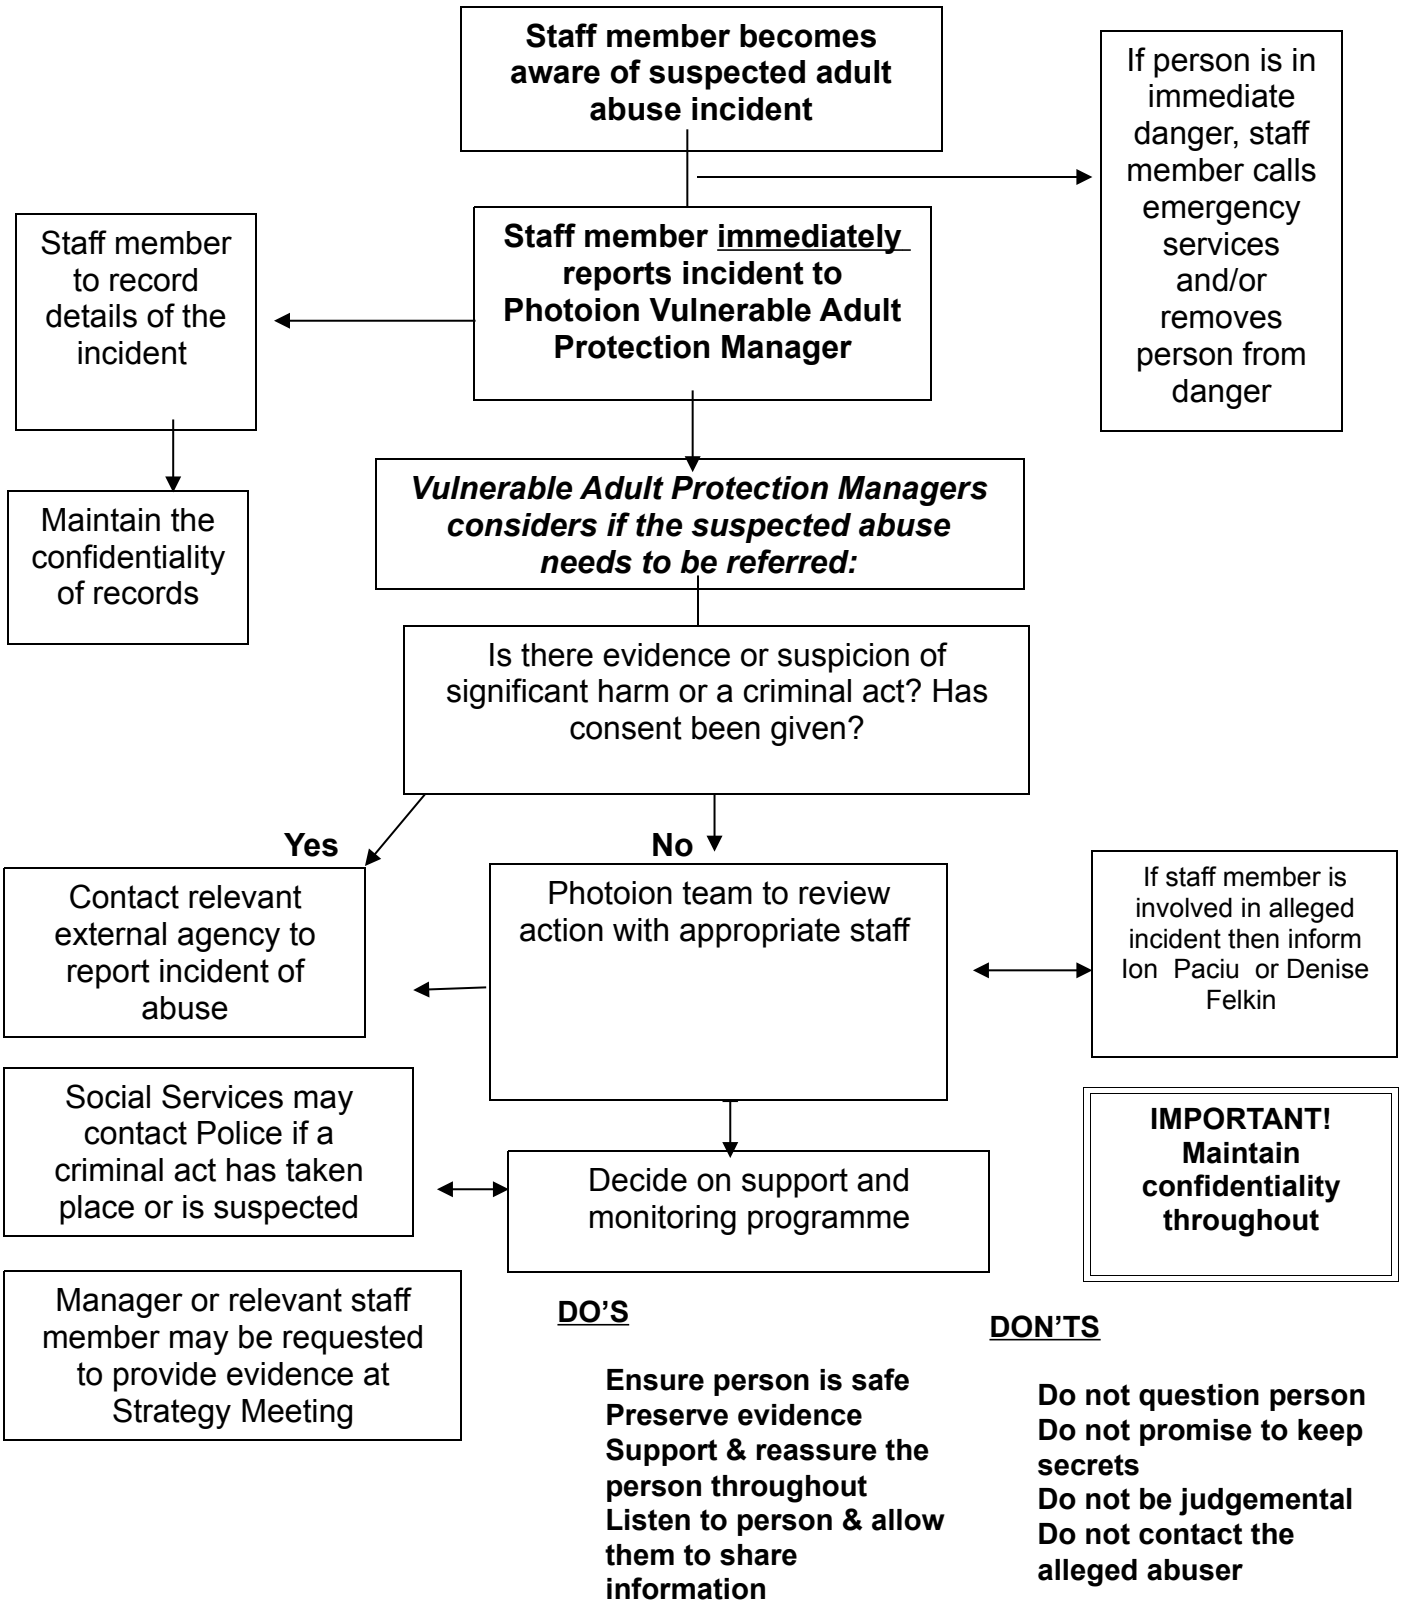 Staff member becomes
aware of suspected adult
abuse incident
If person is in
immediate
danger, staff
member calls
emergency
services
and/or
removes
person from
danger
Staff member immediately
reports incident to
Photoion Vulnerable Adult
Protection Manager
Staff member
to record
details of the
incident
Maintain the
confidentiality
of records
Vulnerable Adult Protection Managers
considers if the suspected abuse
needs to be referred:
Is there evidence or suspicion of
significant harm or a criminal act? Has
consent been given?
Yes
No
Contact relevant
external agency to
report incident of
abuse
Photoion team to review
action with appropriate staff
If staff member is
involved in alleged
incident then inform
Ion Paciu or Denise
Felkin
Social Services may
contact Police if a
criminal act has taken
place or is suspected
Decide on support and
monitoring programme
IMPORTANT!
Maintain
confidentiality
throughout
Manager or relevant staff
member may be requested
to provide evidence at
Strategy Meeting
DO’S
Ensure person is safe
Preserve evidence
Support & reassure the
person throughout
Listen to person & allow
them to share
information
DON’TS
Do not question person
Do not promise to keep
secrets
Do not be judgemental
Do not contact the
alleged abuser